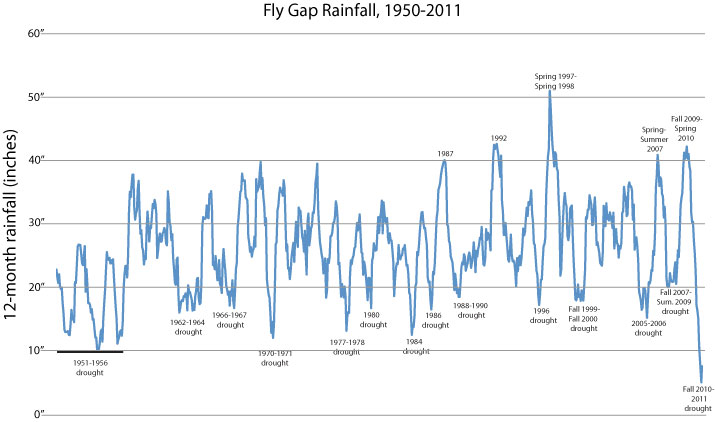 Fly Gap Rainfall, 1950-2011
12-month rainfall (inches)
60″
50″
40″
30″
20″
10″
0″
1951-1956
drought
1962-1964
drought
1966-1967
drought
1970-1971
drought
1977-1978
drought
1980
drought
1984
drought
1986
drought
1987
1988-1990
drought
1992
1996
drought
Spring 1997-
Spring 1998
Fall 1999-
Fall 2000
drought
2005-2006
drought
Spring-
Summer
2007
Fall 2007-
Sum. 2009
drought
Fall 2009-
Spring
2010
Fall 2010-
2011
drought